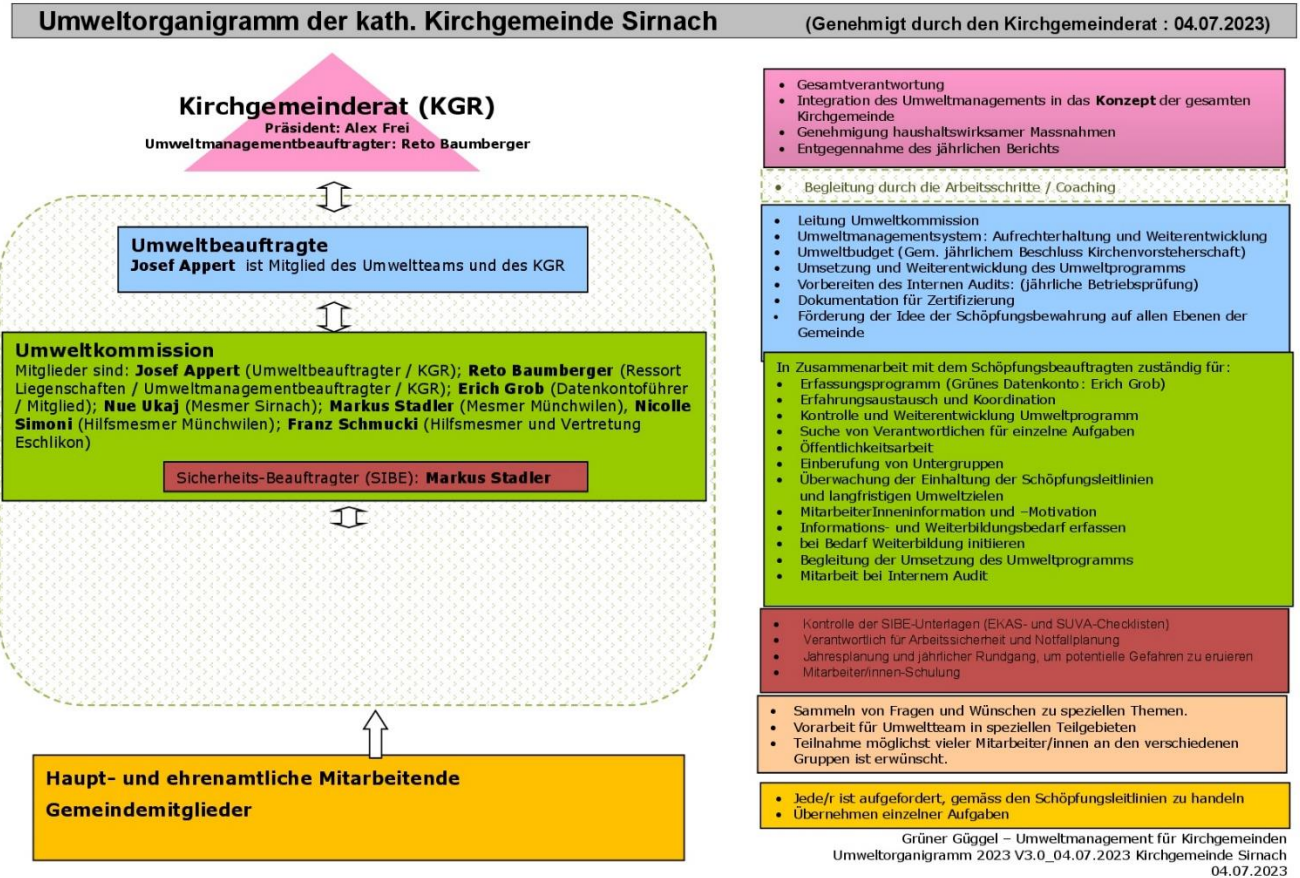 Umweltorganigramm der kath. Kirchgemeinde Sirnach (Genehmigt durch den Kirchgemeinderat : 04.07.2023)
Kirchgemeinderat (KGR)
Präsident: Alex Frei
Umweltmanagementbeauftragter: Reto Baumberger
Umweltbeauftragte
Josef Appert ist Mitglied des Umweltteams und des KGR
Umweltkommission
Mitglieder sind: Josef Appert (Umweltbeauftragter / KGR); Reto Baumberger (Ressort
Liegenschaften / Umweltmanagementbeauftragter / KGR); Erich Grob (Datenkontoführer
/ Mitglied); Nue Ukaj (Mesmer Sirnach); Markus Stadler (Mesmer Münchwilen), Nicolle
Simoni (Hilfsmesmer Münchwilen); Franz Schmucki (Hilfsmesmer und Vertretung
Eschlikon)
Sicherheits-Beauftragter (SIBE): Markus Stadler
Haupt- und ehrenamtliche Mitarbeitende
Gemeindemitglieder
• Gesamtverantwortung
• Integration des Umweltmanagements in das Konzept der gesamten
Kirchgemeinde
• Genehmigung haushaltswirksamer Massnahmen
• Entgegennahme des jährlichen Berichts
• Begleitung durch die Arbeitsschritte / Coaching
• Leitung Umweltkommission
• Umweltmanagementsystem: Aufrechterhaltung und Weiterentwicklung
• Umweltbudget (Gem. jährlichem Beschluss Kirchenvorsteherschaft)
• Umsetzung und Weiterentwicklung des Umweltprogramms
• Vorbereiten des Internen Audits: (jährliche Betriebsprüfung)
• Dokumentation für Zertifizierung
• Förderung der Idee der Schöpfungsbewahrung auf allen Ebenen der
Gemeinde
In Zusammenarbeit mit dem Schöpfungsbeauftragten zuständig für:
• Erfassungsprogramm (Grünes Datenkonto: Erich Grob)
• Erfahrungsaustausch und Koordination
• Kontrolle und Weiterentwicklung Umweltprogramm
• Suche von Verantwortlichen für einzelne Aufgaben
• Öffentlichkeitsarbeit
• Einberufung von Untergruppen
• Überwachung der Einhaltung der Schöpfungsleitlinien
und langfristigen Umweltzielen
• MitarbeiterInneninformation und –Motivation
• Informations- und Weiterbildungsbedarf erfassen
• bei Bedarf Weiterbildung initiieren
• Begleitung der Umsetzung des Umweltprogramms
• Mitarbeit bei Internem Audit
• Kontrolle der SIBE-Unterlagen (EKAS- und SUVA-Checklisten)
• Verantwortlich für Arbeitssicherheit und Notfallplanung
• Jahresplanung und jährlicher Rundgang, um potentielle Gefahren zu eruieren
• Mitarbeiter/innen-Schulung
• Sammeln von Fragen und Wünschen zu speziellen Themen.
• Vorarbeit für Umweltteam in speziellen Teilgebieten
• Teilnahme möglichst vieler Mitarbeiter/innen an den verschiedenen
Gruppen ist erwünscht.
• Jede/r ist aufgefordert, gemäss den Schöpfungsleitlinien zu handeln
• Übernehmen einzelner Aufgaben
Grüner Güggel – Umweltmanagement für Kirchgemeinden
Umweltorganigramm 2023 V3.0_04.07.2023 Kirchgemeinde Sirnach
04.07.2023